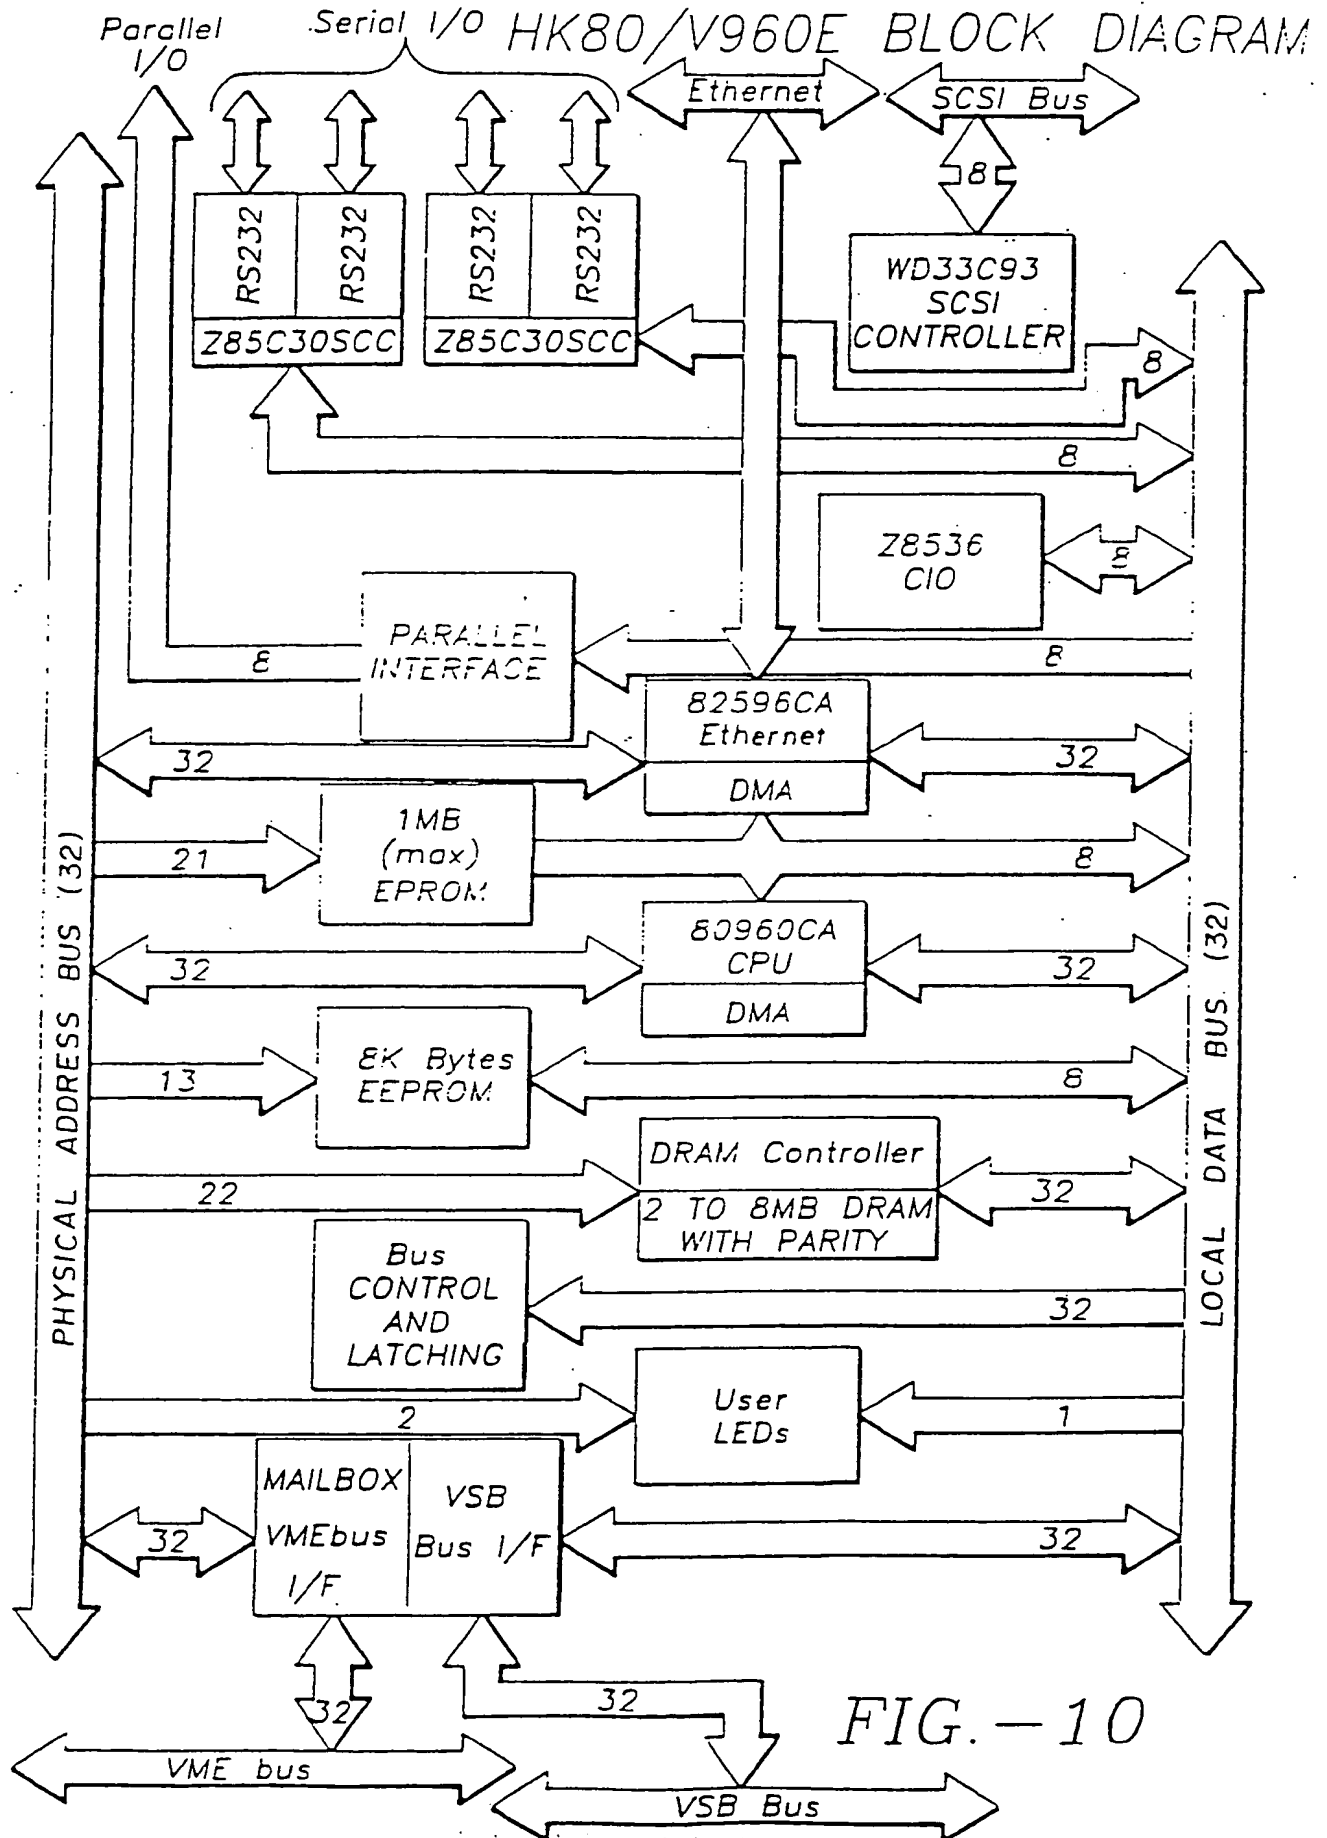 HK80/V960E BLOCK DIAGRAM
Parallel
I/O
Serial I/O
Ethernet
SCSI Bus
8
RS232
RS232
Z85C30SCC
RS232
RS232
Z85C30SCC
WD33C93
SCSI
CONTROLLER
8
8
Z8536
CIO
8
PARALLEL
INTERFACE
8
8
82596CA
Ethernet
DMA
32
32
1MB
(max)
EPROM
21
8
80960CA
CPU
DMA
32
32
8K Bytes
EEPROM
13
8
DRAM Controller
2 TO 8MB DRAM
WITH PARITY
22
32
Bus
CONTROL
AND
LATCHING
32
User
LEDs
2
1
MAILBOX
VMEbus
I/F
VSB
Bus I/F
32
32
PHYSICAL ADDRESS BUS (32)
LOCAL DATA BUS (32)
32
32
VME bus
VSB Bus
FIG.-10